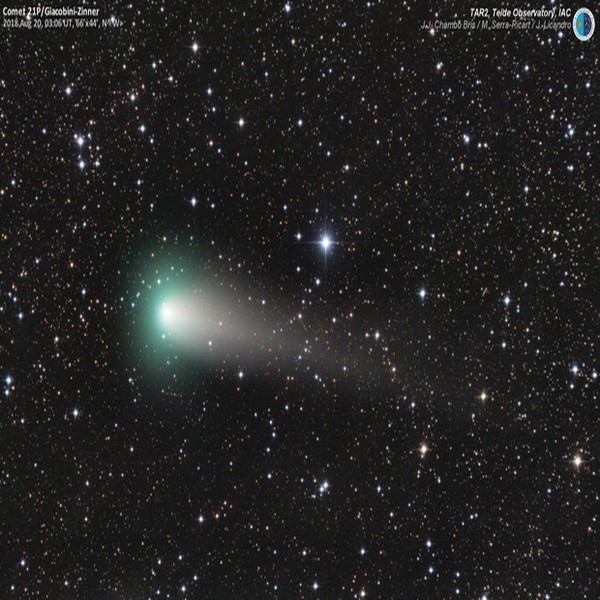 Comet 21P/Giacobini-Zinner
2018 Aug 20, 03:06 UT, 66'x44', N↑W>
TAR2, Teide Observatory, IAC
J.J. Chambó Bris / M. Serra-Ricart / J. Licandro